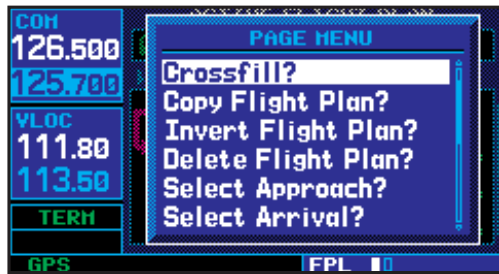 COM
126.500
125.700
VLOC
111.80
113.50
TERM
GPS
PAGE MENU
Crossfill?
Copy Flight Plan?
Invert Flight Plan?
Delete Flight Plan?
Select Approach?
Select Arrival?
FPL